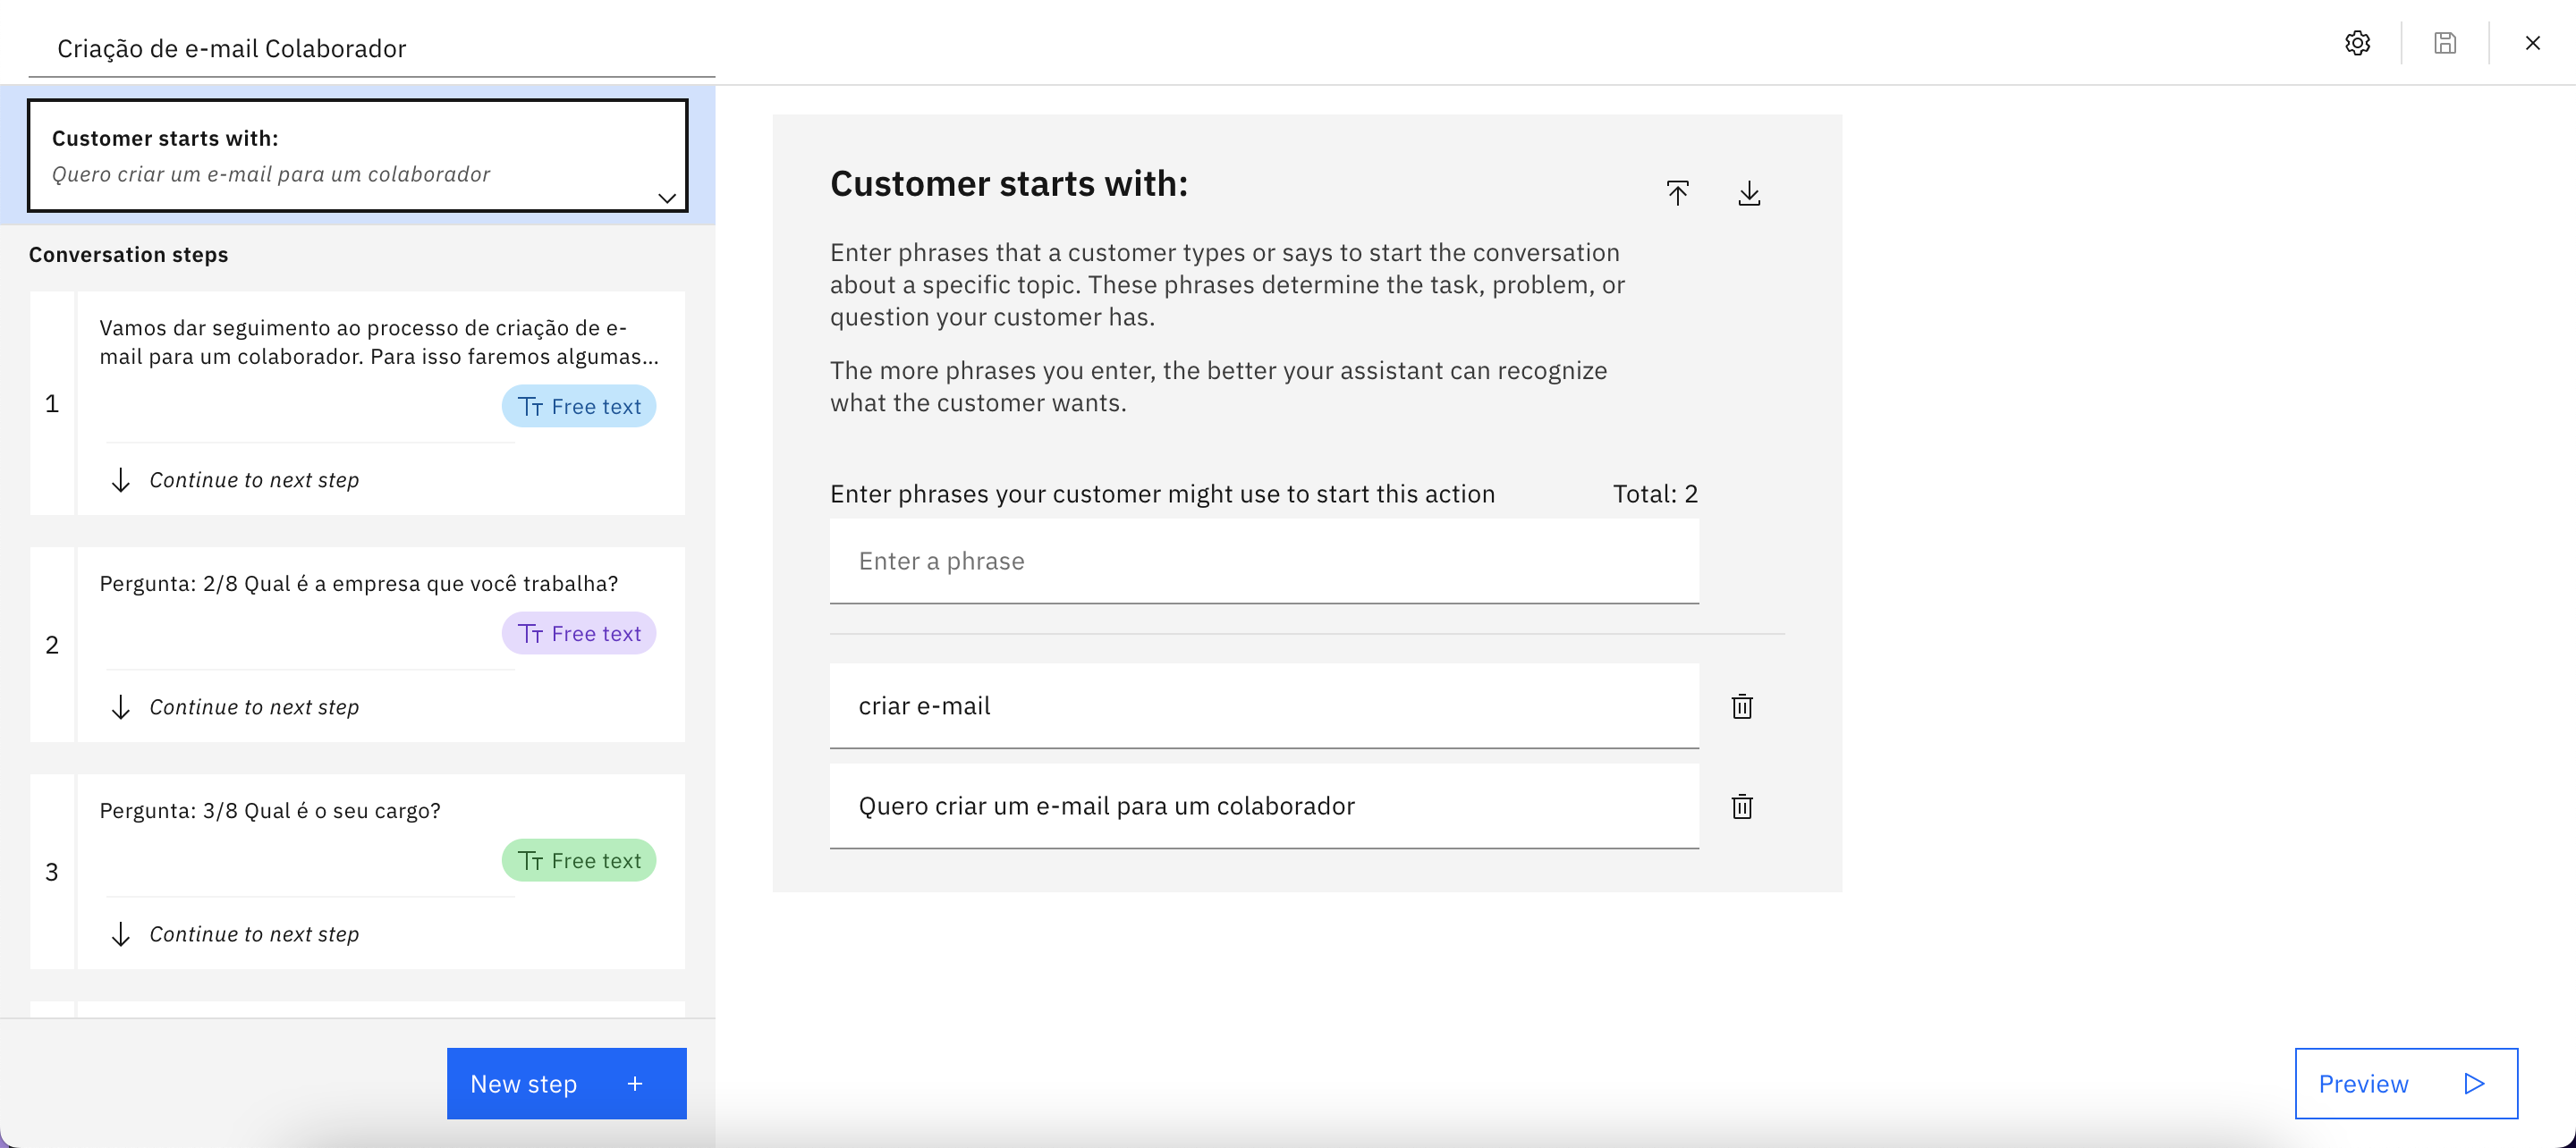 Criação de e-mail Colaborador
Customer starts with:
Quero criar um e-mail para um colaborador
Conversation steps
1
Vamos dar seguimento ao processo de criação de e-
mail para um colaborador. Para isso faremos algumas...
Free text
Continue to next step
2
Pergunta: 2/8 Qual é a empresa que você trabalha?
Free text
Continue to next step
3
Pergunta: 3/8 Qual é o seu cargo?
Free text
Continue to next step
New step
Customer starts with:
Enter phrases that a customer types or says to start the conversation
about a specific topic. These phrases determine the task, problem, or
question your customer has.
The more phrases you enter, the better your assistant can recognize
what the customer wants.
Enter phrases your customer might use to start this action
Total: 2
Enter a phrase
criar e-mail
Quero criar um e-mail para um colaborador
Preview